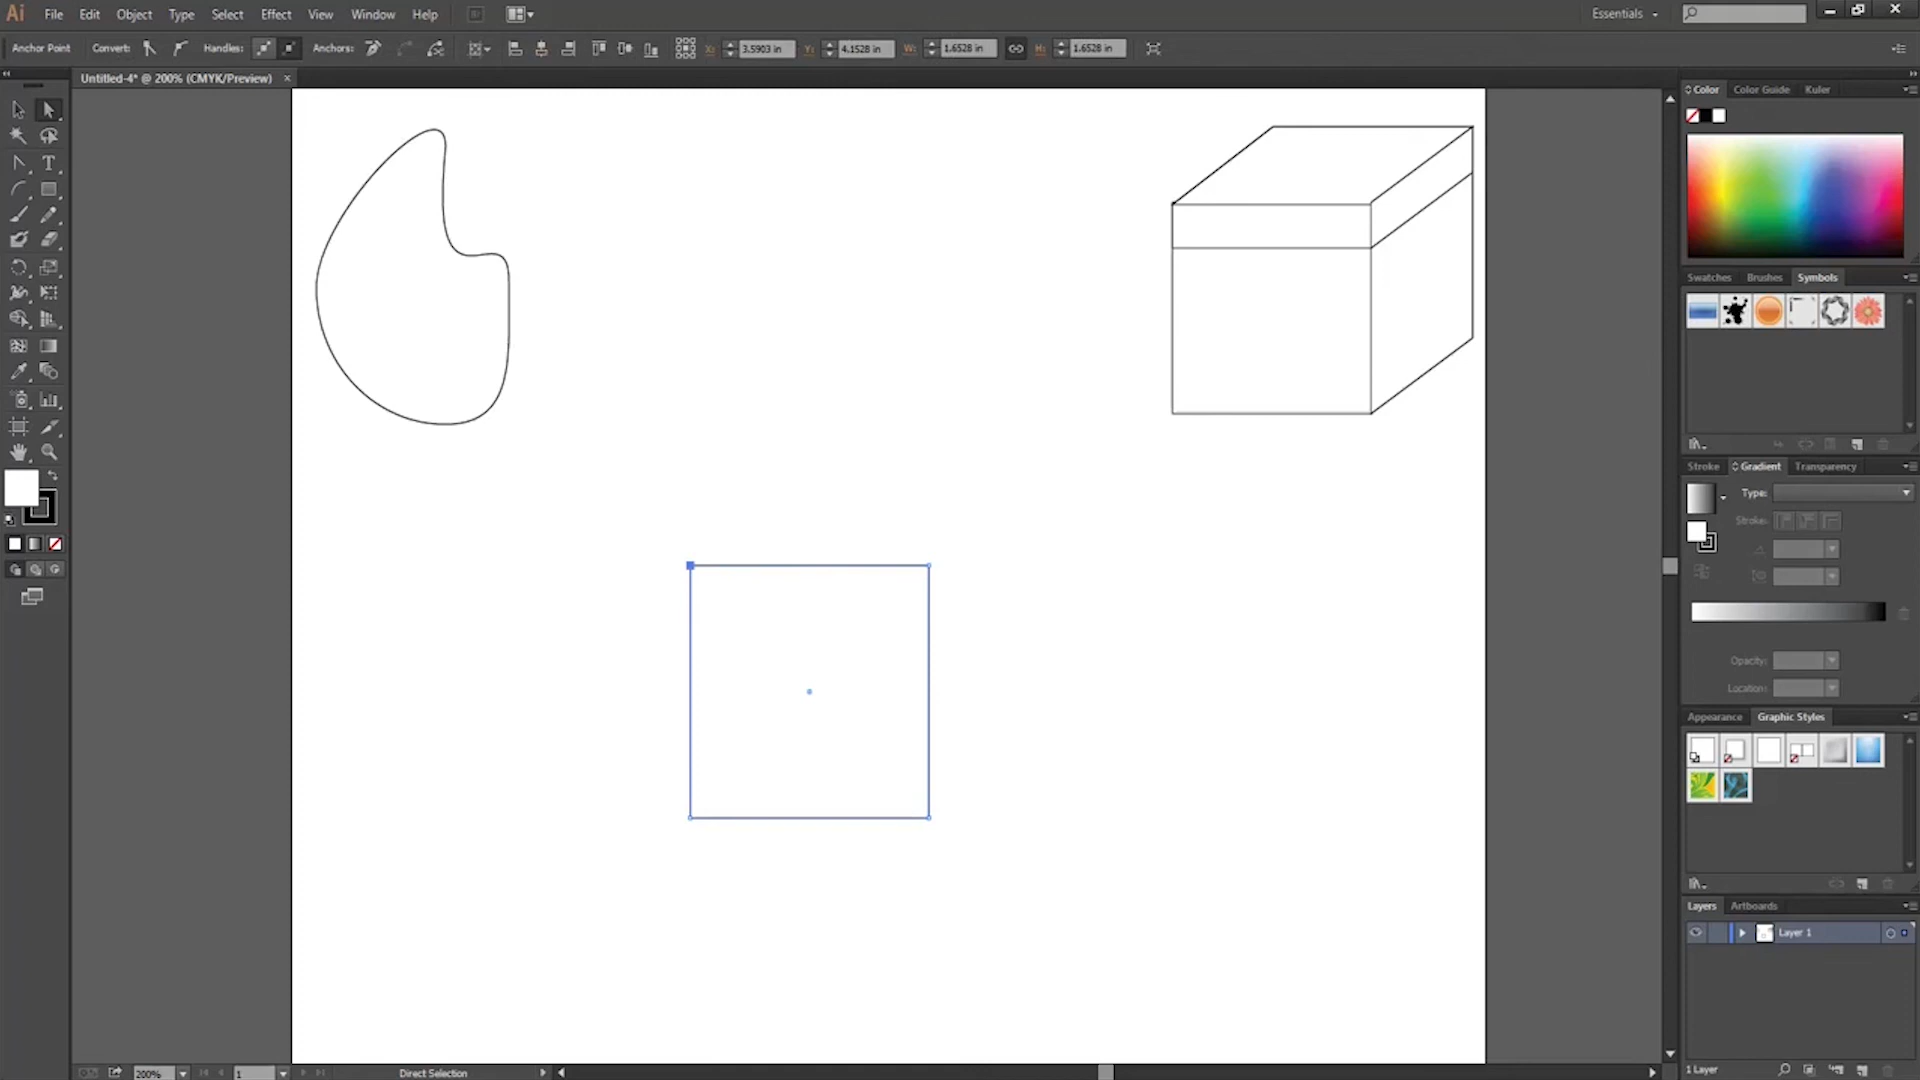 Ai File Edit Object Type Select Effect View Window Help Br Essentials
Anchor Point Convert: Handles: Anchors: X: 3.5903 in Y: 4.1528 in W: 1.6528 in H: 1.6528 in
Untitled-4* @ 200% (CMYK/Preview) ×
Color Color Guide Kuler
Swatches Brushes Symbols
Stroke Gradient Transparency
Type:
Stroke:
Opacity:
Location:
Appearance Graphic Styles
Layers Artboards
Layer 1
1 Layer
200% 1 Direct Selection